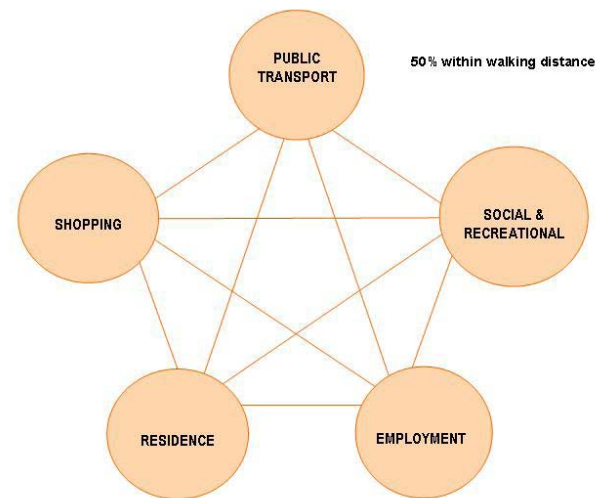 PUBLIC
TRANSPORT
50% within walking distance
SHOPPING
SOCIAL &
RECREATIONAL
RESIDENCE
EMPLOYMENT